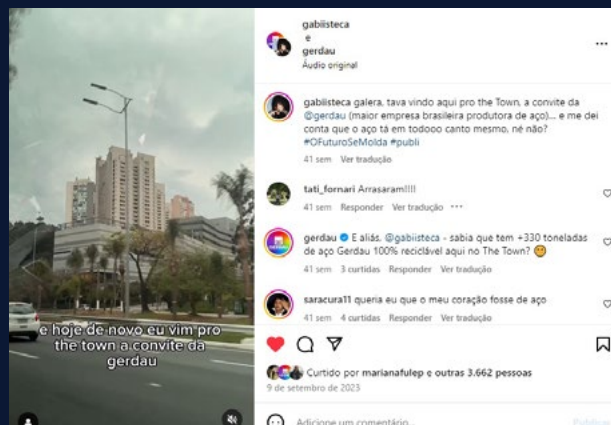 gabiisteca
e
gerdau
Áudio original
gabiisteca galera, tava vindo aqui pro the Town, a convite da
@gerdau (maior empresa brasileira produtora de aço)... e me dei
conta que o aço tá em todooo canto mesmo, né não?
#OFuturoSeMolda #publi
41 sem Ver tradução
tati_fornari Arrasaram!!!!
41 sem Responder Ver tradução
gerdau E aliás, @gabiisteca - sabia que tem +330 toneladas
de aço Gerdau 100% reciclável aqui no The Town? 😬
41 sem 3 curtidas Responder Ver tradução
saracura11 queria eu que o meu coração fosse de aço
41 sem 4 curtidas Responder Ver tradução
Curtido por marianafulep e outras 3.662 pessoas
9 de setembro de 2023
Adicione um comentário...
Publicar
e hoje de novo eu vim pro
the town a convite da
gerdau